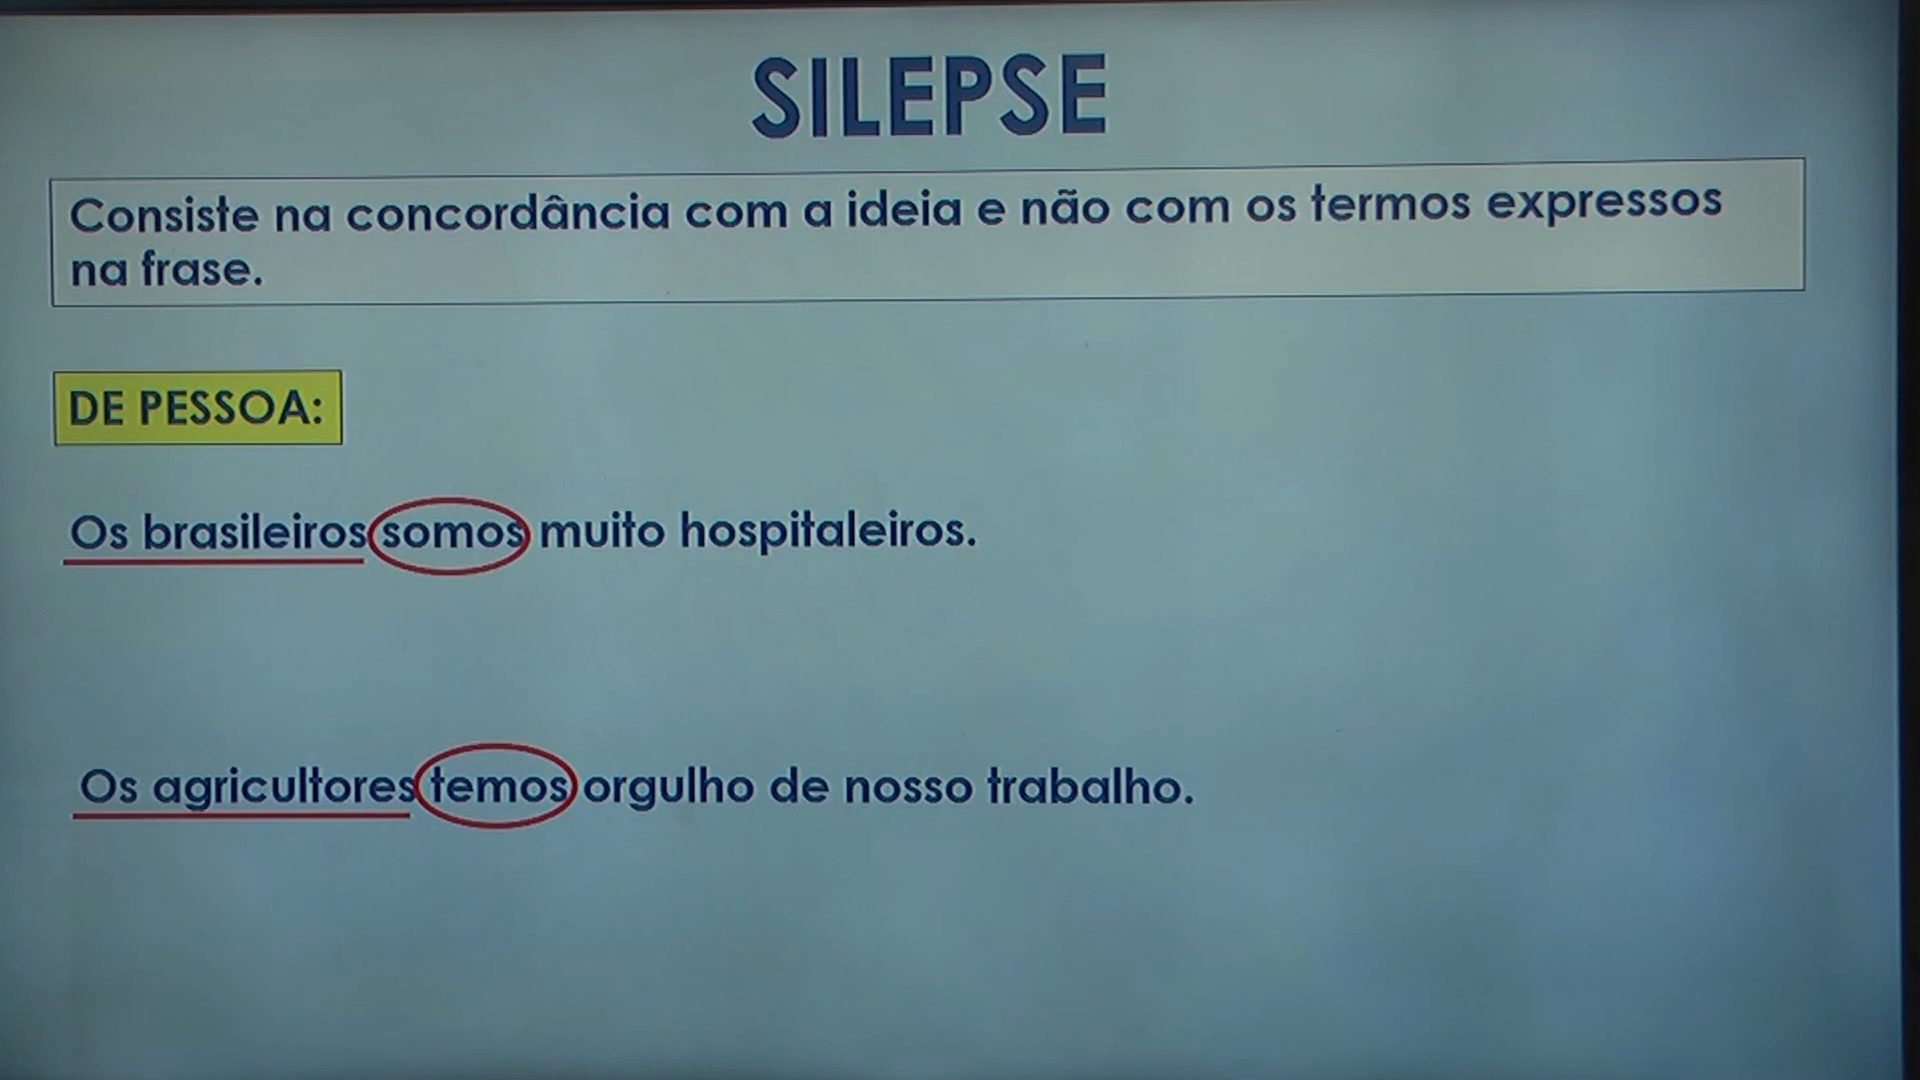 SILEPSE
Consiste na concordância com a ideia e não com os termos expressos
na frase.
DE PESSOA:
Os brasileiros somos muito hospitaleiros.
Os agricultores temos orgulho de nosso trabalho.